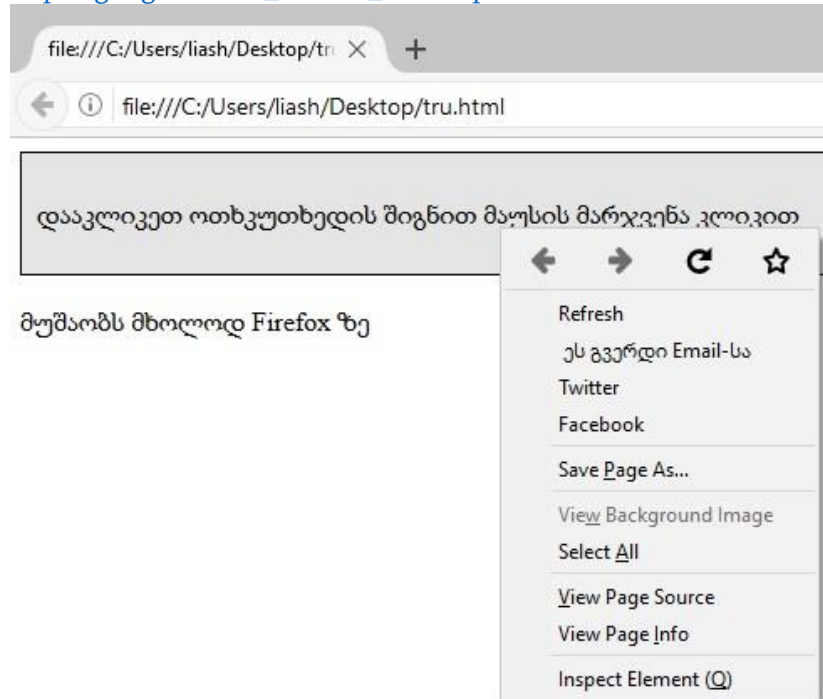 file:///C:/Users/liash/Desktop/tr
file:///C:/Users/liash/Desktop/tru.html
დააკლიკეთ ოთხკუთხედის შიგნით მაუსის მარჯვენა კლიკით
მუშაობს მხოლოდ Firefox ზე
Refresh
ეს გვერდი Email-სა
Twitter
Facebook
Save Page As...
View Background Image
Select All
View Page Source
View Page Info
Inspect Element (Q)